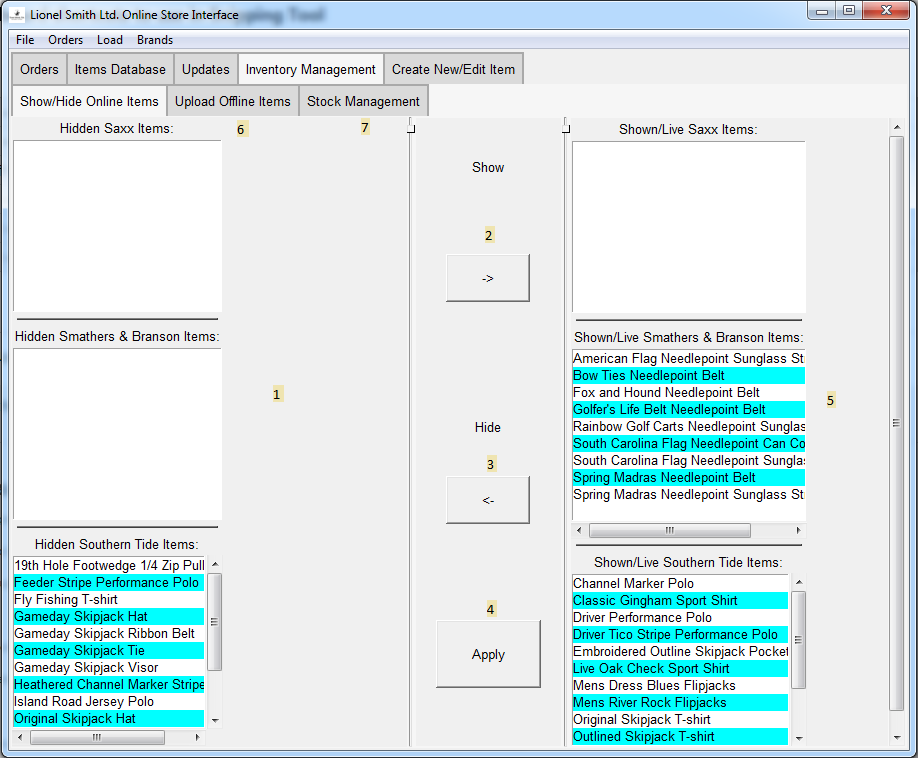 Lionel Smith Ltd. Online Store Interface
File Orders Load Brands
Orders Items Database Updates Inventory Management Create New/Edit Item
Show/Hide Online Items Upload Offline Items Stock Management
Hidden Saxx Items:
6
7
Hidden Smathers & Branson Items:
1
Hidden Southern Tide Items:
19th Hole Footwedge 1/4 Zip Pull
Feeder Stripe Performance Polo
Fly Fishing T-shirt
Gameday Skipjack Hat
Gameday Skipjack Ribbon Belt
Gameday Skipjack Tie
Gameday Skipjack Visor
Heathered Channel Marker Stripe
Island Road Jersey Polo
Original Skipjack Hat
Show
2
->
Hide
3
<-
4
Apply
Shown/Live Saxx Items:
Shown/Live Smathers & Branson Items:
American Flag Needlepoint Sunglass St
Bow Ties Needlepoint Belt
Fox and Hound Needlepoint Belt
Golfer's Life Belt Needlepoint Belt
Rainbow Golf Carts Needlepoint Sunglas
South Carolina Flag Needlepoint Can Co
South Carolina Flag Needlepoint Sunglas
Spring Madras Needlepoint Belt
Spring Madras Needlepoint Sunglass St
5
Shown/Live Southern Tide Items:
Channel Marker Polo
Classic Gingham Sport Shirt
Driver Performance Polo
Driver Tico Stripe Performance Polo
Embroidered Outline Skipjack Pocket
Live Oak Check Sport Shirt
Mens Dress Blues Flipjacks
Mens River Rock Flipjacks
Original Skipjack T-shirt
Outlined Skipjack T-shirt